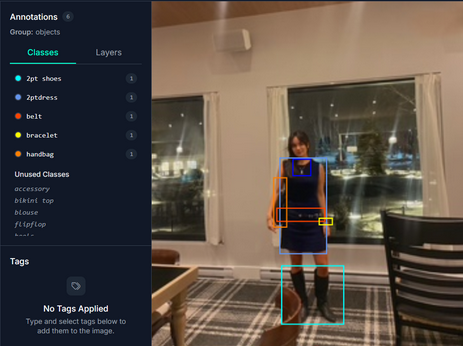 Annotations 6
Group: objects
Classes Layers
2pt shoes 1
2ptdress 1
belt 1
bracelet 1
handbag 1
Unused Classes
accessory
bikini top
blouse
flipflop
Tags
No Tags Applied
Type and select tags below to
add them to the image.